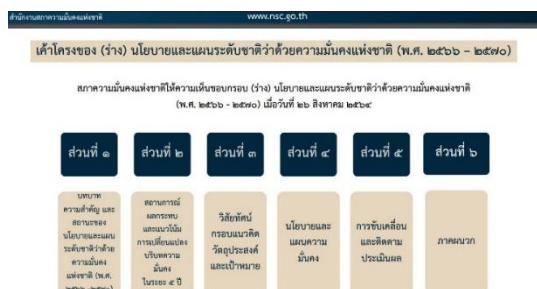 สำนักงานสภาความมั่นคงแห่งชาติ
www.nsc.go.th
เค้าโครงของ (ร่าง) นโยบายและแผนระดับชาติว่าด้วยความมั่นคงแห่งชาติ (พ.ศ. ๒๕๖๖ - ๒๕๗๐)
สภาความมั่นคงแห่งชาติให้ความเห็นชอบกรอบ (ร่าง) นโยบายและแผนระดับชาติว่าด้วยความมั่นคงแห่งชาติ
(พ.ศ. ๒๕๖๖ - ๒๕๗๐) เมื่อวันที่ ๒๖ สิงหาคม ๒๕๖๔
ส่วนที่ ๑
บทบาท
ความสำคัญ และ
สถานะของ
นโยบายและแผน
ระดับชาติว่าด้วย
ความมั่นคง
แห่งชาติ (พ.ศ.
ส่วนที่ ๒
สถานการณ์
ผลกระทบ
และแนวโน้ม
การเปลี่ยนแปลง
บริบทความ
มั่นคง
ในระยะ ๕ ปี
ส่วนที่ ๓
วิสัยทัศน์
กรอบแนวคิด
วัตถุประสงค์
และเป้าหมาย
ส่วนที่ ๔
นโยบายและ
แผนความ
มั่นคง
ส่วนที่ ๕
การขับเคลื่อน
และติดตาม
ประเมินผล
ส่วนที่ ๖
ภาคผนวก